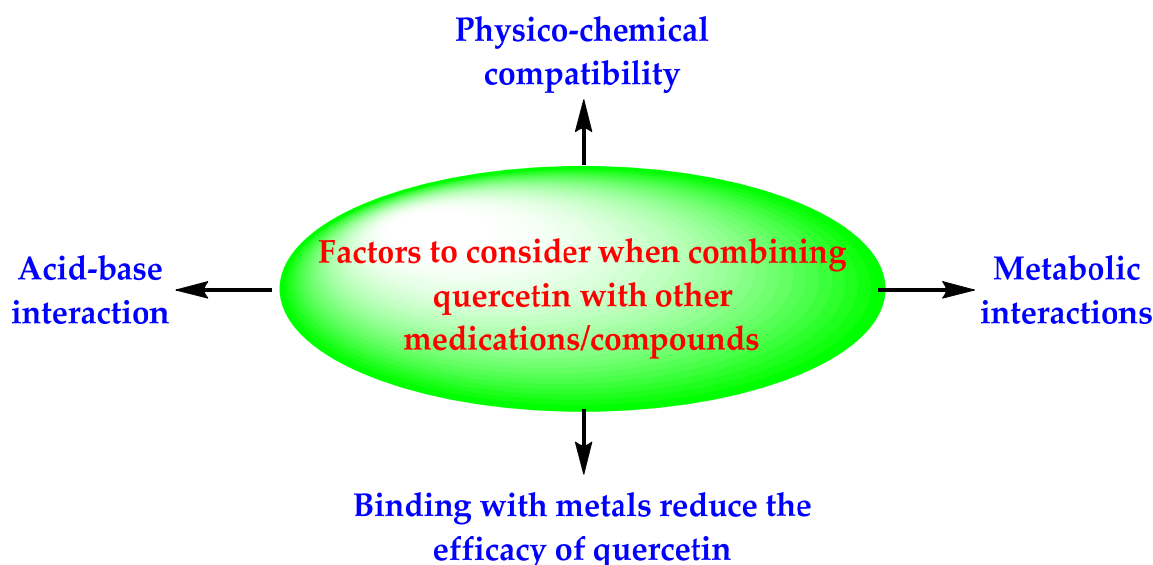 Physico-chemical
compatibility
Factors to consider when combining
quercetin with other
medications/compounds
Acid-base
interaction
Metabolic
interactions
Binding with metals reduce the
efficacy of quercetin